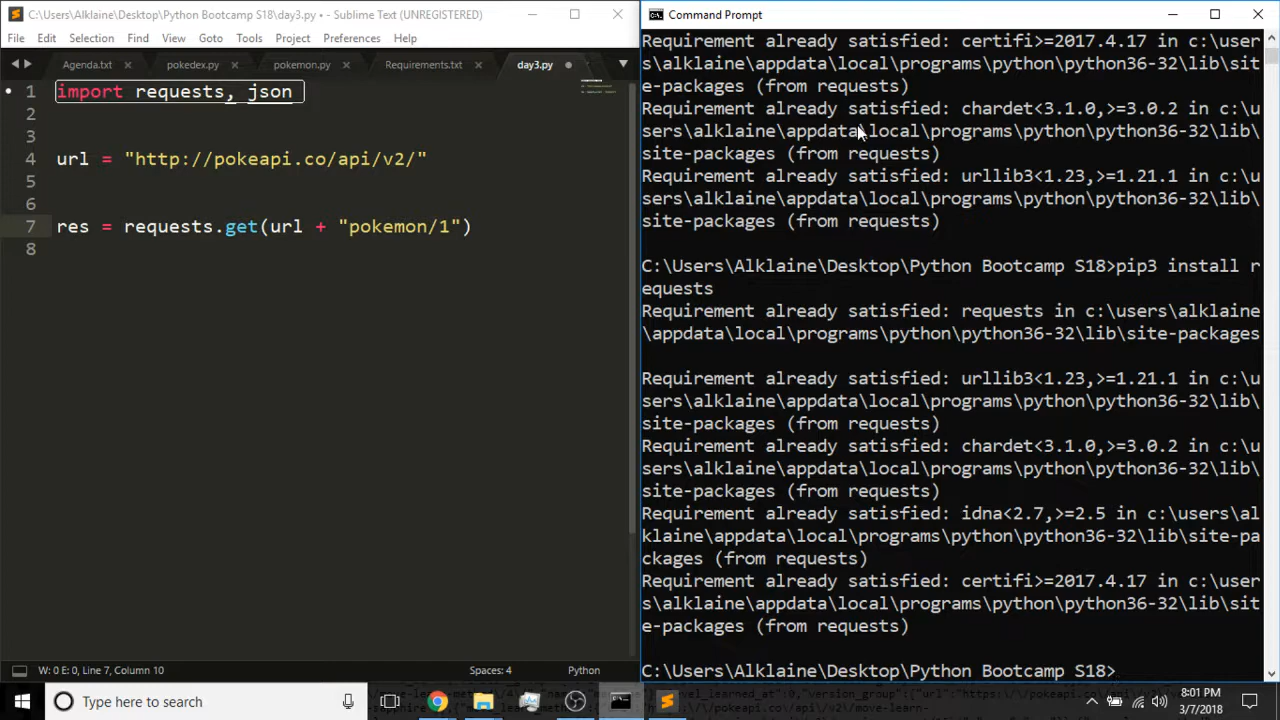 C:\Users\Alklaine\Desktop\Python Bootcamp S18\day3.py • - Sublime Text (UNREGISTERED)
File Edit Selection Find View Goto Tools Project Preferences Help
Agenda.txt pokedex.py pokemon.py Requirements.txt day3.py
1 import requests, json
2
3
4 url = "http://pokeapi.co/api/v2/"
5
6
7 res = requests.get(url + "pokemon/1")
8
W: 0 E: 0, Line 7, Column 10 Spaces: 4 Python
Command Prompt
Requirement already satisfied: certifi>=2017.4.17 in c:\user
s\alklaine\appdata\local\programs\python\python36-32\lib\sit
e-packages (from requests)
Requirement already satisfied: chardet<3.1.0,>=3.0.2 in c:\u
sers\alklaine\appdata\local\programs\python\python36-32\lib\
site-packages (from requests)
Requirement already satisfied: urllib3<1.23,>=1.21.1 in c:\u
sers\alklaine\appdata\local\programs\python\python36-32\lib\
site-packages (from requests)
C:\Users\Alklaine\Desktop\Python Bootcamp S18>pip3 install r
equests
Requirement already satisfied: requests in c:\users\alklaine
\appdata\local\programs\python\python36-32\lib\site-packages
Requirement already satisfied: urllib3<1.23,>=1.21.1 in c:\u
sers\alklaine\appdata\local\programs\python\python36-32\lib\
site-packages (from requests)
Requirement already satisfied: chardet<3.1.0,>=3.0.2 in c:\u
sers\alklaine\appdata\local\programs\python\python36-32\lib\
site-packages (from requests)
Requirement already satisfied: idna<2.7,>=2.5 in c:\users\al
klaine\appdata\local\programs\python\python36-32\lib\site-pa
ckages (from requests)
Requirement already satisfied: certifi>=2017.4.17 in c:\user
s\alklaine\appdata\local\programs\python\python36-32\lib\sit
e-packages (from requests)
C:\Users\Alklaine\Desktop\Python Bootcamp S18>
Type here to search
8:01 PM
3/7/2018